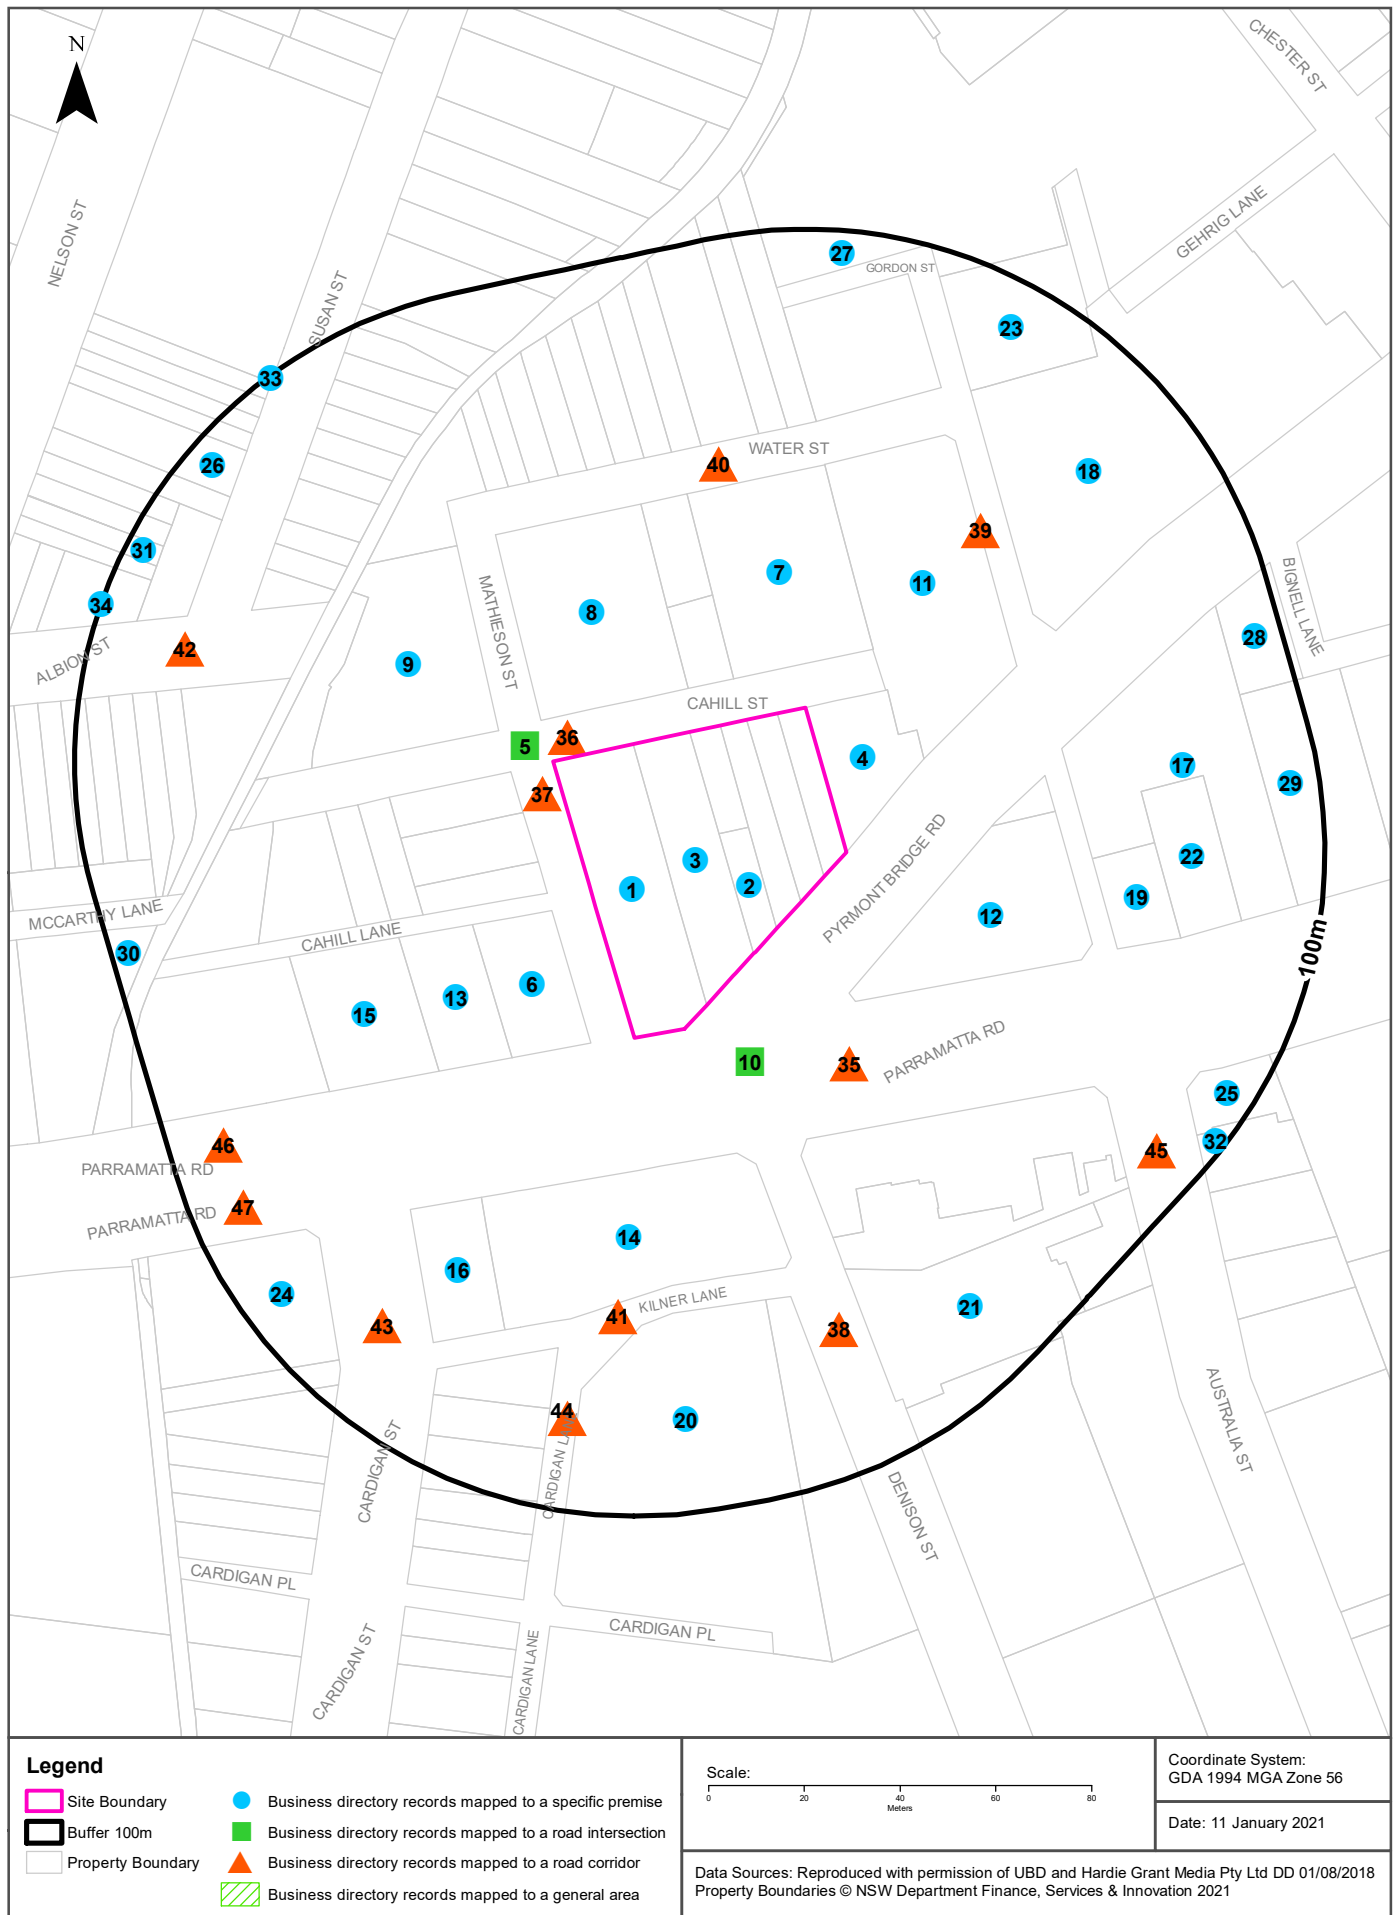 N
CHESTER ST
GEHRIG LANE
NELSON ST
SUSAN ST
27
GORDON ST
23
33
WATER ST
40
26
18
39
31
7
11
8
34
MATHIESON ST
BIGNELL LANE
28
ALBION ST
42
9
CAHILL ST
36
5
4
17
37
29
3
22
1
2
19
PYRMONT BRIDGE RD
12
MCCARTHY LANE
CAHILL LANE
30
100m
6
13
15
10
35
PARRAMATTA RD
25
32
46
45
PARRAMATTA RD
47
PARRAMATTA RD
14
16
24
KILNER LANE
21
43
41
38
44
20
CARDIGAN ST
CARDIGAN LANE
AUSTRALIA ST
DENISON ST
CARDIGAN PL
CARDIGAN PL
CARDIGAN ST
CARDIGAN LANE
Legend
Site Boundary
Buffer 100m
Property Boundary
Business directory records mapped to a specific premise
Business directory records mapped to a road intersection
Business directory records mapped to a road corridor
Business directory records mapped to a general area
Scale:
0 20 40 60 80
Meters
Coordinate System:
GDA 1994 MGA Zone 56
Date: 11 January 2021
Data Sources: Reproduced with permission of UBD and Hardie Grant Media Pty Ltd DD 01/08/2018
Property Boundaries © NSW Department Finance, Services & Innovation 2021